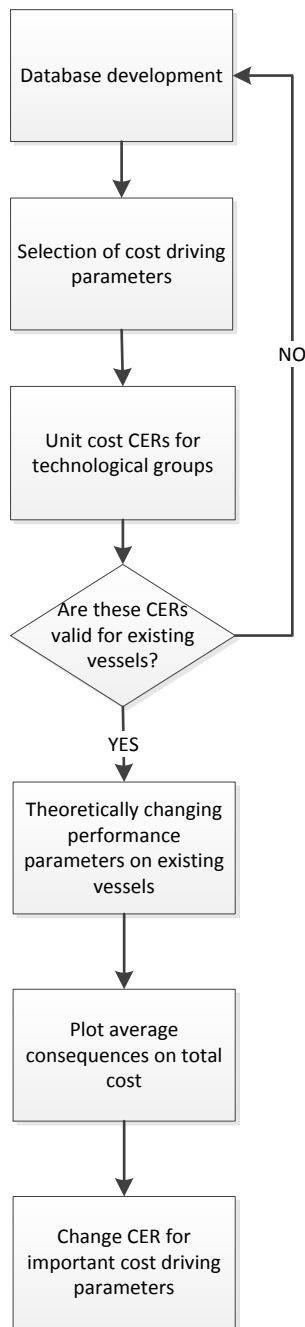 Database development
Selection of cost driving
parameters
NO
Unit cost CERs for
technological groups
Are these CERs
valid for existing
vessels?
YES
Theoretically changing
performance
parameters on existing
vessels
Plot average
consequences on total
cost
Change CER for
important cost driving
parameters